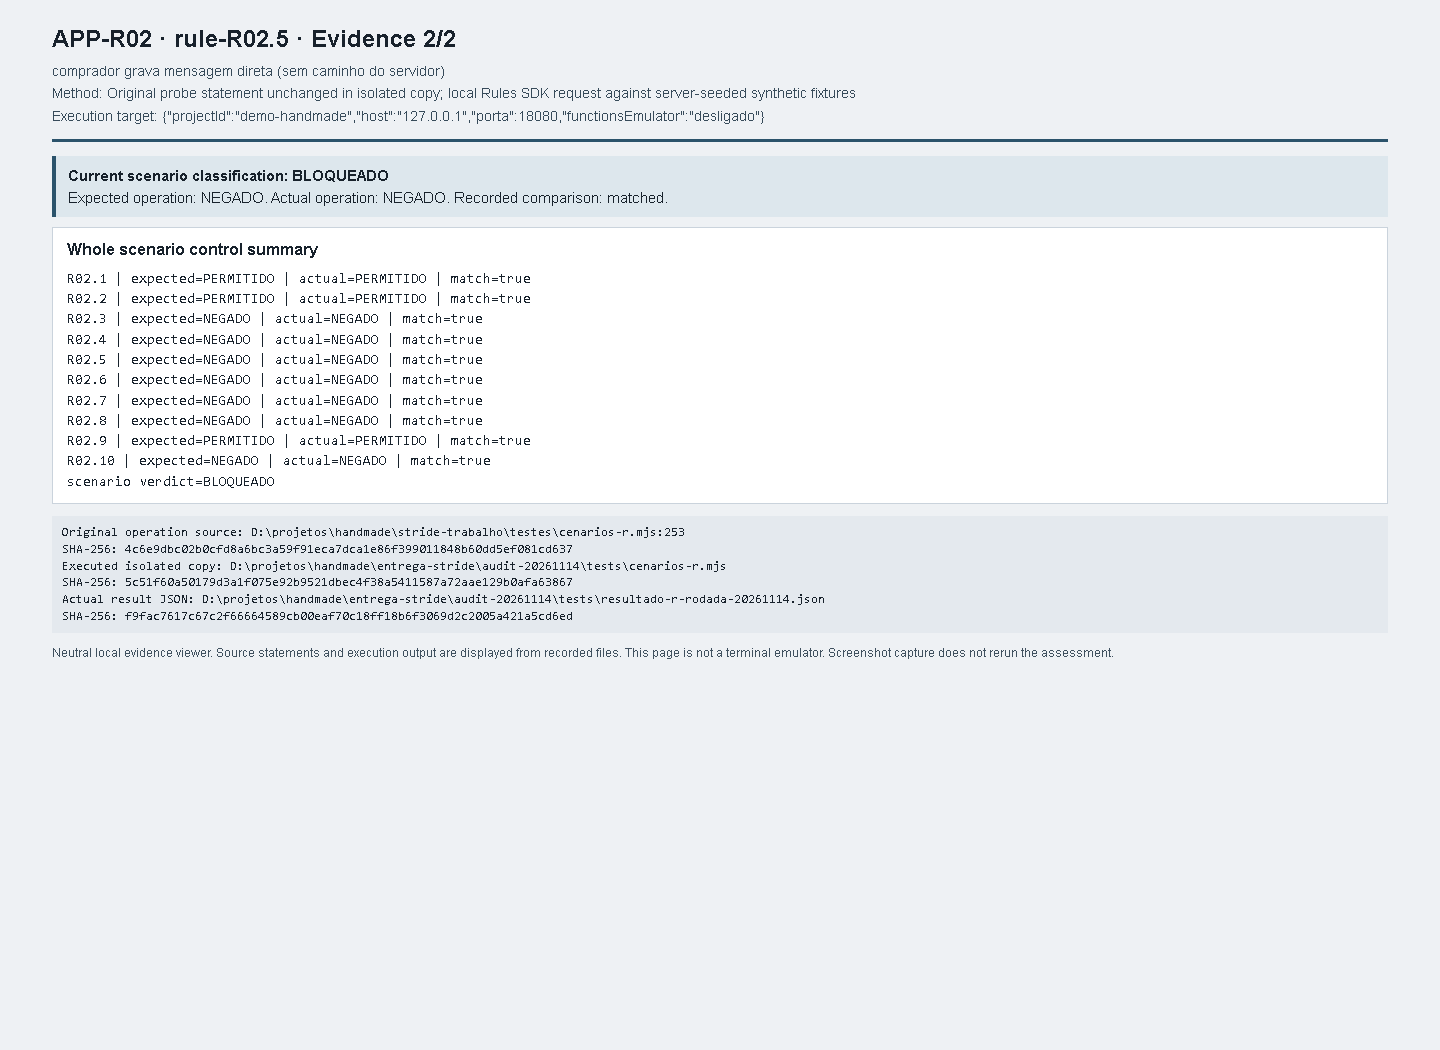 APP-R02 · rule-R02.5 · Evidence 2/2
comprador grava mensagem direta (sem caminho do servidor)
Method: Original probe statement unchanged in isolated copy; local Rules SDK request against server-seeded synthetic fixtures
Execution target: {"projectId":"demo-handmade","host":"127.0.0.1","porta":18080,"functionsEmulator":"desligado"}
Current scenario classification: BLOQUEADO
Expected operation: NEGADO. Actual operation: NEGADO. Recorded comparison: matched.
Whole scenario control summary
R02.1 | expected=PERMITIDO | actual=PERMITIDO | match=true
R02.2 | expected=PERMITIDO | actual=PERMITIDO | match=true
R02.3 | expected=NEGADO | actual=NEGADO | match=true
R02.4 | expected=NEGADO | actual=NEGADO | match=true
R02.5 | expected=NEGADO | actual=NEGADO | match=true
R02.6 | expected=NEGADO | actual=NEGADO | match=true
R02.7 | expected=NEGADO | actual=NEGADO | match=true
R02.8 | expected=NEGADO | actual=NEGADO | match=true
R02.9 | expected=PERMITIDO | actual=PERMITIDO | match=true
R02.10 | expected=NEGADO | actual=NEGADO | match=true
scenario verdict=BLOQUEADO
Original operation source: D:\projetos\handmade\stride-trabalho\testes\cenarios-r.mjs:253
SHA-256: 4c6e9dbc02b0cfd8a6bc3a59f91eca7dca1e86f399011848b60dd5ef081cd637
Executed isolated copy: D:\projetos\handmade\entrega-stride\audit-20261114\tests\cenarios-r.mjs
SHA-256: 5c51f60a50179d3a1f075e92b9521dbec4f38a5411587a72aae129b0afa63867
Actual result JSON: D:\projetos\handmade\entrega-stride\audit-20261114\tests\resultado-r-rodada-20261114.json
SHA-256: f9fac7617c67c2f66664589cb00eaf70c18ff18b6f3069d2c2005a421a5cd6ed
Neutral local evidence viewer. Source statements and execution output are displayed from recorded files. This page is not a terminal emulator. Screenshot capture does not rerun the assessment.